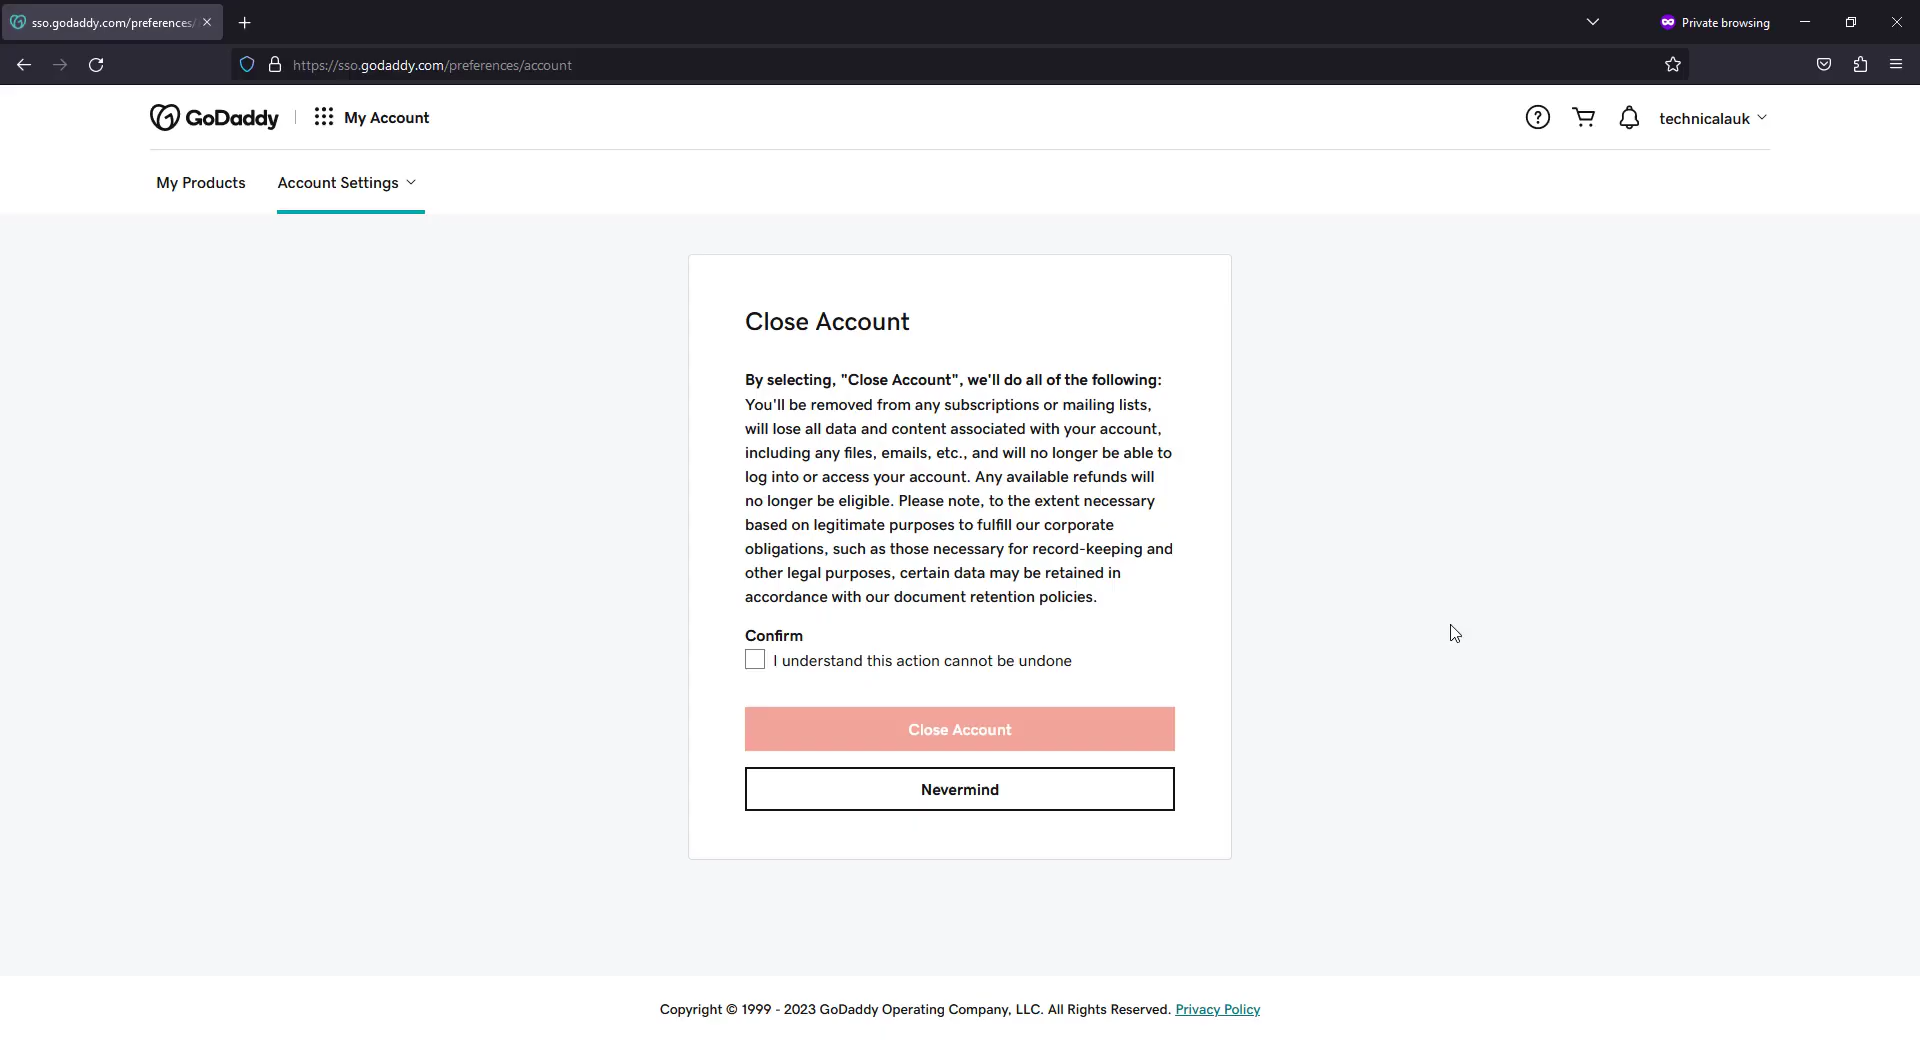 sso.godaddy.com/preferences/
Private browsing
https://sso.godaddy.com/preferences/account
GoDaddy
My Account
technicalauk
My Products
Account Settings
Close Account
By selecting, "Close Account", we'll do all of the following:
You'll be removed from any subscriptions or mailing lists,
will lose all data and content associated with your account,
including any files, emails, etc., and will no longer be able to
log into or access your account. Any available refunds will
no longer be eligible. Please note, to the extent necessary
based on legitimate purposes to fulfill our corporate
obligations, such as those necessary for record-keeping and
other legal purposes, certain data may be retained in
accordance with our document retention policies.
Confirm
I understand this action cannot be undone
Close Account
Nevermind
Copyright © 1999 - 2023 GoDaddy Operating Company, LLC. All Rights Reserved. Privacy Policy